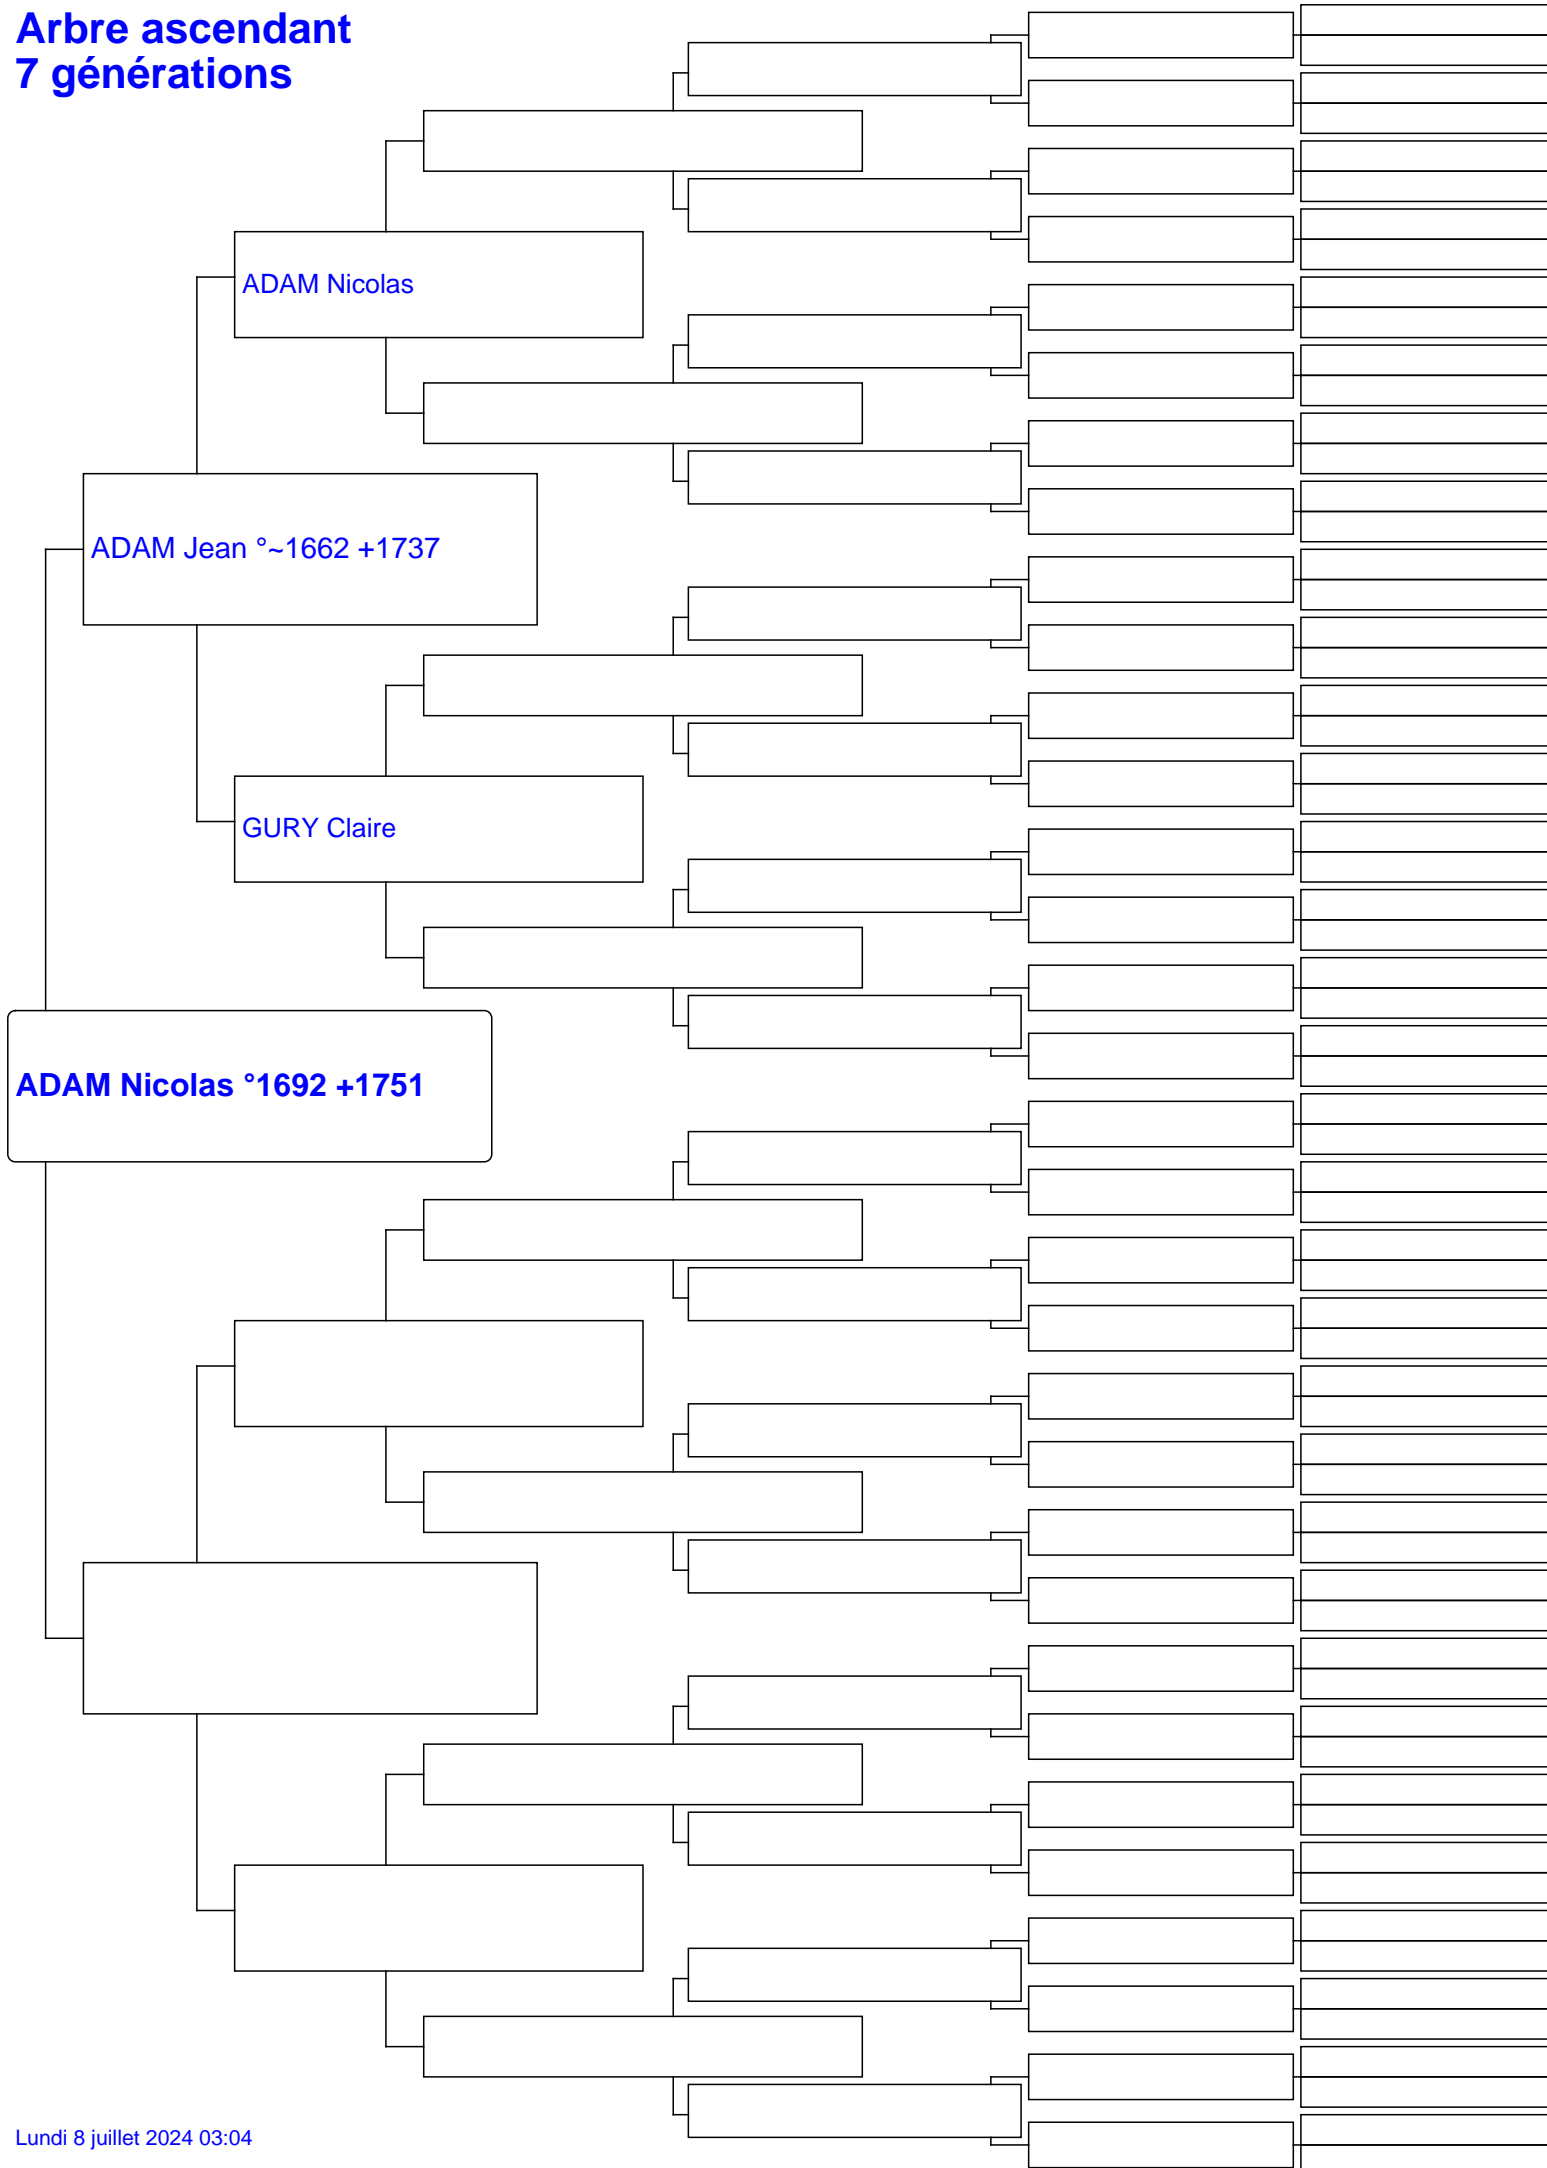 Arbre ascendant
7 générations
ADAM Nicolas
ADAM Jean °~1662 +1737
GURY Claire
ADAM Nicolas °1692 +1751
Lundi 8 juillet 2024 03:04